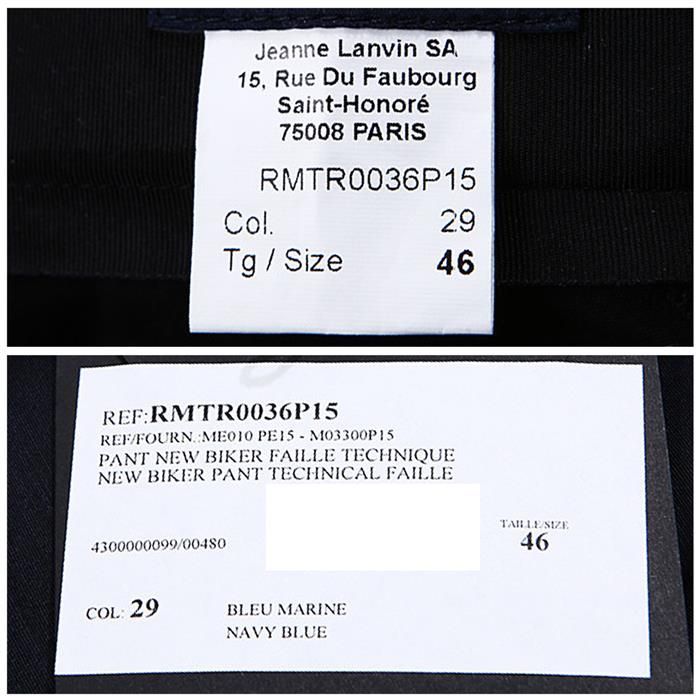 Jeanne Lanvin SA
15, Rue Du Faubourg
Saint-Honoré
75008 PARIS
RMTR0036P15
Col. 29
Tg / Size 46
REF:RMTR0036P15
REF/FOURN.:ME010 PE15 - M03300P15
PANT NEW BIKER FAILLE TECHNIQUE
NEW BIKER PANT TECHNICAL FAILLE
TAILLE/SIZE
4300000099/00480 46
COL: 29 BLEU MARINE
NAVY BLUE